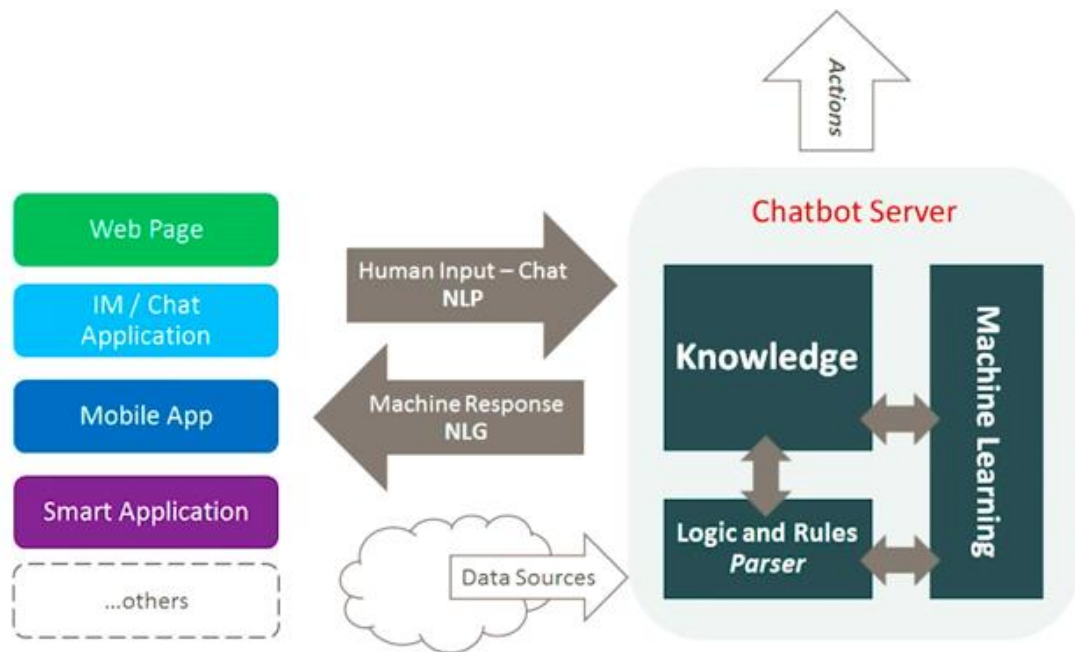 Actions
Web Page
IM / Chat
Application
Mobile App
Smart Application
...others
Human Input – Chat
NLP
Machine Response
NLG
Data Sources
Chatbot Server
Knowledge
Machine Learning
Logic and Rules
Parser